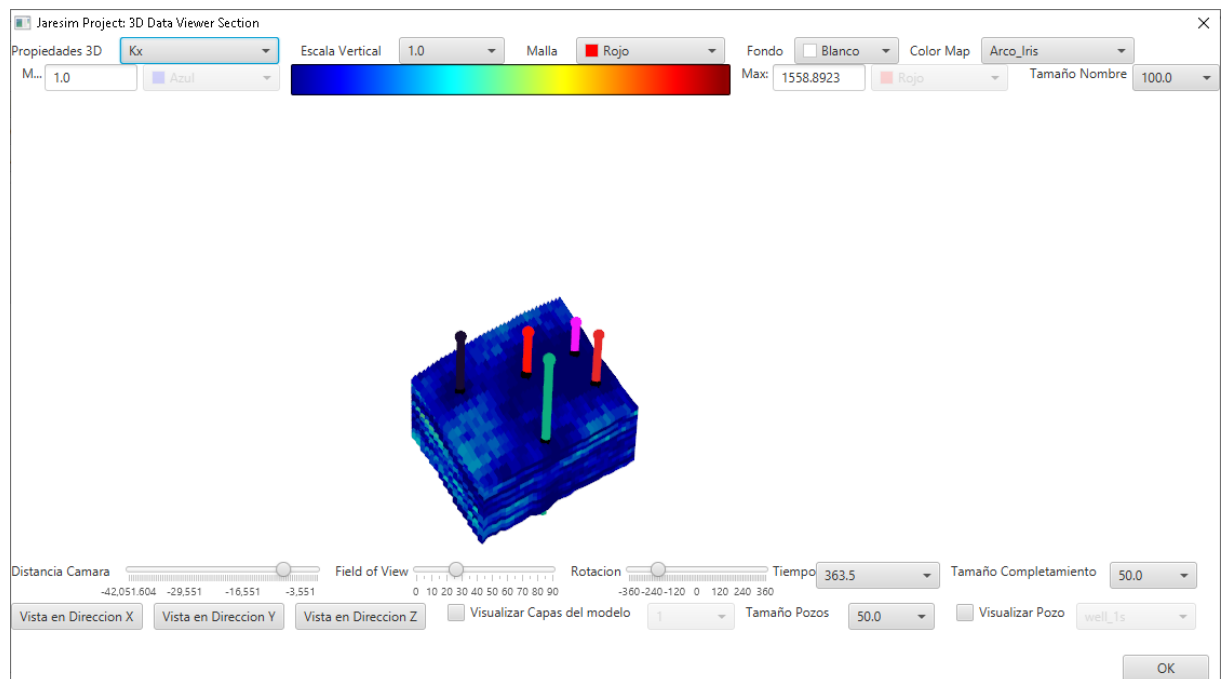 Jaresim Project: 3D Data Viewer Section
Propiedades 3D Kx Escala Vertical 1.0 Malla Rojo Fondo Blanco Color Map Arco_Iris
M... 1.0 Azul Max: 1558.8923 Rojo Tamaño Nombre 100.0
Distancia Camara Field of View Rotacion Tiempo 363.5 Tamaño Completamiento 50.0
-42,051.604 -29,551 -16,551 -3,551 0 10 20 30 40 50 60 70 80 90 -360 -240 -120 0 120 240 360
Vista en Direccion X Vista en Direccion Y Vista en Direccion Z Visualizar Capas del modelo 1 Tamaño Pozos 50.0 Visualizar Pozo well_1s
OK